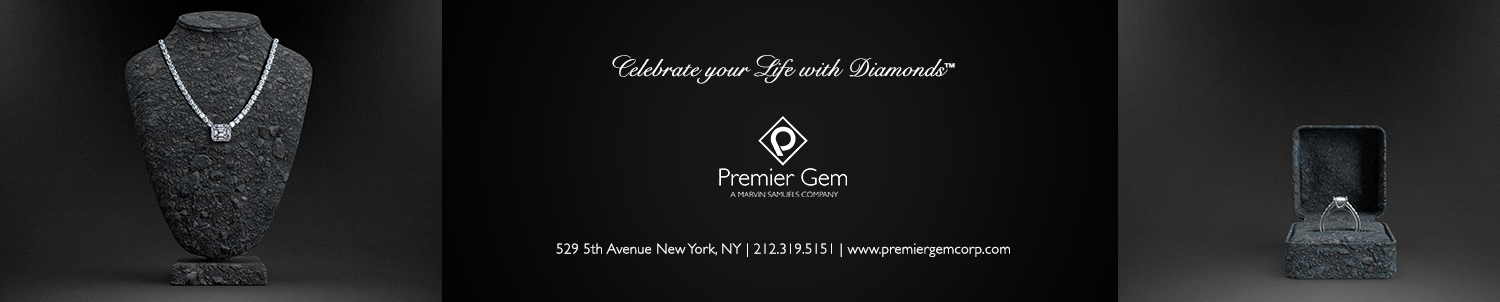 Celebrate your Life with Diamonds™
P
Premier Gem
A MARVIN SAMUELS COMPANY
529 5th Avenue New York, NY | 212.319.5151 | www.premiergemcorp.com